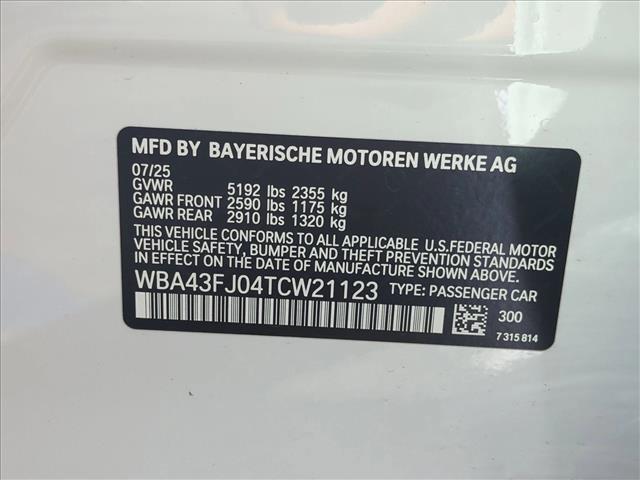 MFD BY BAYERISCHE MOTOREN WERKE AG
07/25
GVWR 5192 lbs 2355 kg
GAWR FRONT 2590 lbs 1175 kg
GAWR REAR 2910 lbs 1320 kg
THIS VEHICLE CONFORMS TO ALL APPLICABLE U.S. FEDERAL MOTOR
VEHICLE SAFETY, BUMPER AND THEFT PREVENTION STANDARDS
IN EFFECT ON THE DATE OF MANUFACTURE SHOWN ABOVE.
WBA43FJ04TCW21123 TYPE: PASSENGER CAR
300
7 315 814